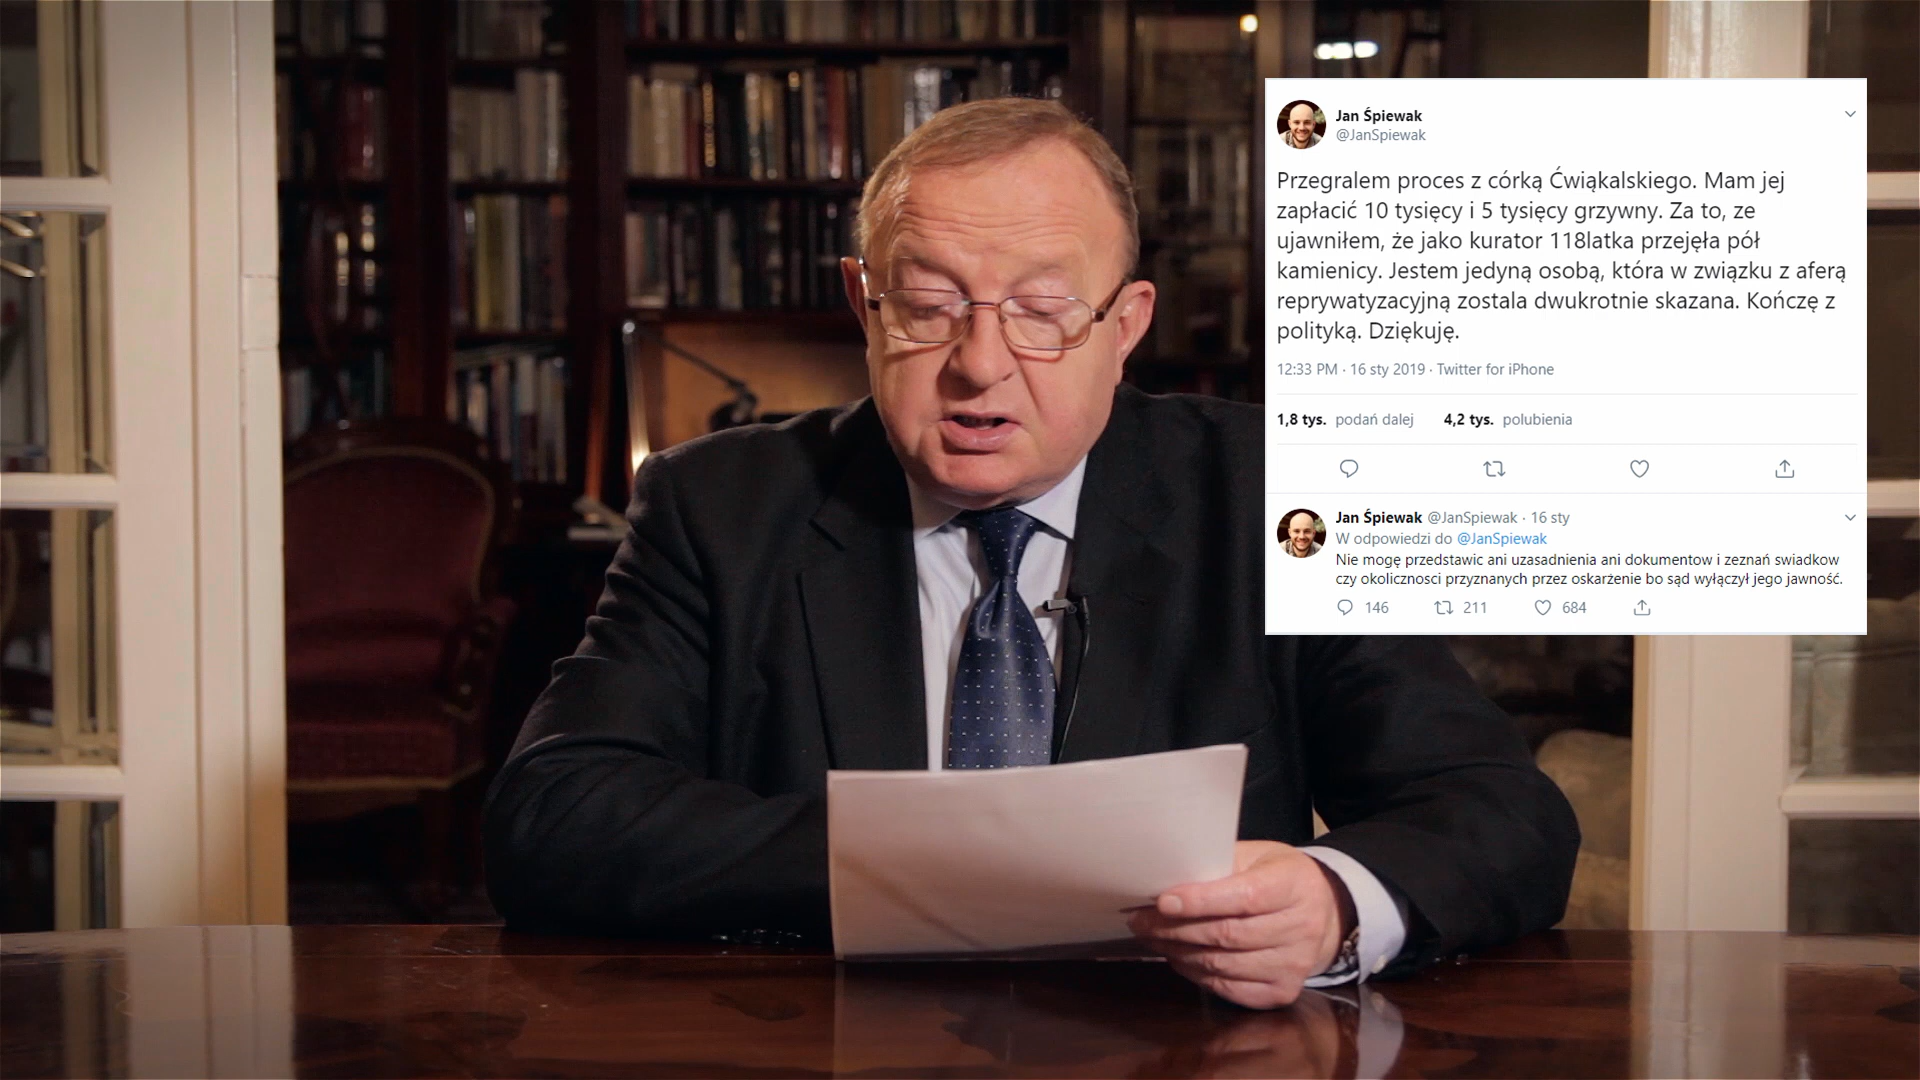 Jan Śpiewak
@JanSpiewak
Przegralem proces z córką Ćwiąkalskiego. Mam jej
zapłacić 10 tysięcy i 5 tysięcy grzywny. Za to, ze
ujawniłem, że jako kurator 118latka przejęła pół
kamienicy. Jestem jedyną osobą, która w związku z aferą
reprywatyzacyjną zostala dwukrotnie skazana. Kończę z
polityką. Dziękuję.
12:33 PM · 16 sty 2019 · Twitter for iPhone
1,8 tys. podań dalej 4,2 tys. polubienia
Jan Śpiewak @JanSpiewak · 16 sty
W odpowiedzi do @JanSpiewak
Nie mogę przedstawic ani uzasadnienia ani dokumentow i zeznań swiadkow
czy okolicznosci przyznanych przez oskarżenie bo sąd wyłączył jego jawność.
146 211 684